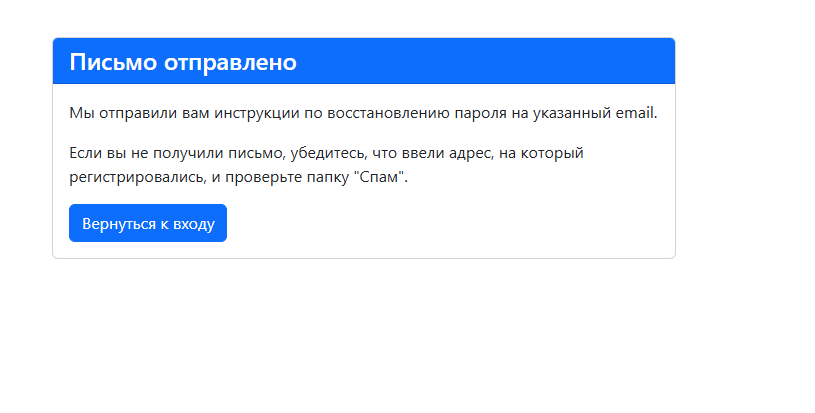 Письмо отправлено
Мы отправили вам инструкции по восстановлению пароля на указанный email.
Если вы не получили письмо, убедитесь, что ввели адрес, на который
регистрировались, и проверьте папку "Спам".
Вернуться к входу